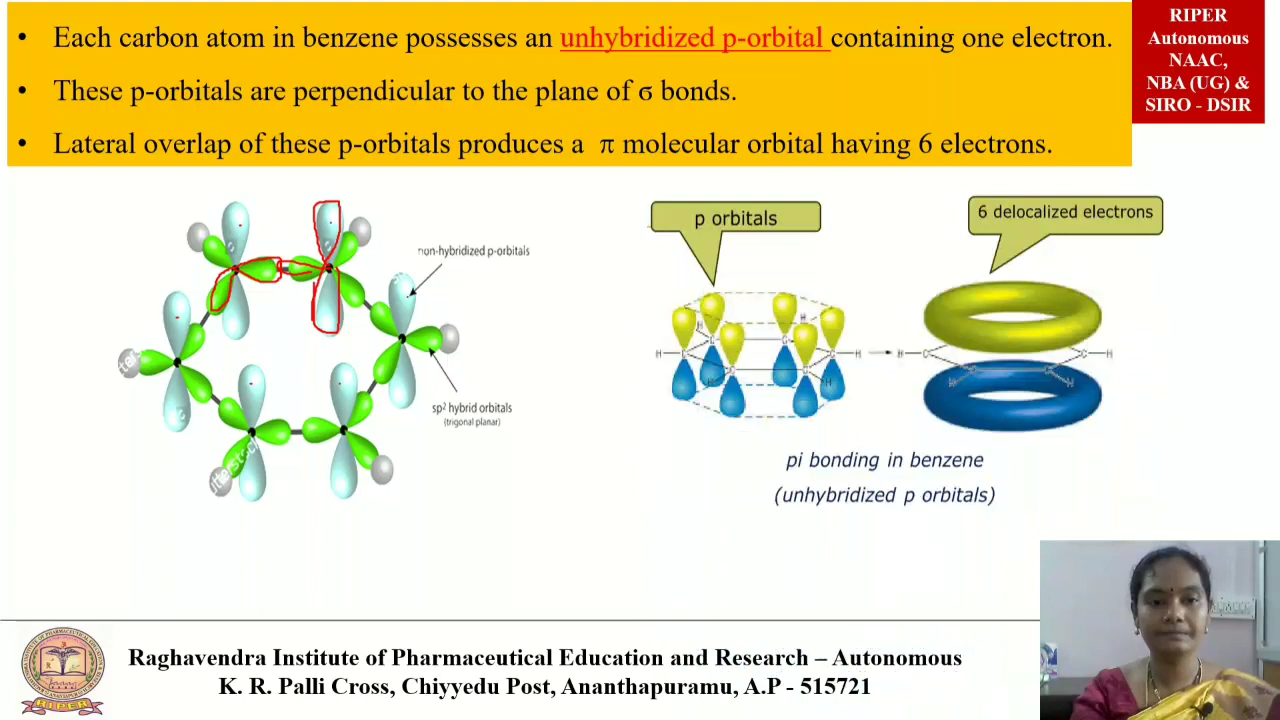 • Each carbon atom in benzene possesses an unhybridized p-orbital containing one electron.
• These p-orbitals are perpendicular to the plane of σ bonds.
• Lateral overlap of these p-orbitals produces a π molecular orbital having 6 electrons.
RIPER
Autonomous
NAAC,
NBA (UG) &
SIRO - DSIR
non-hybridized p-orbitals
sp² hybrid orbitals
(trigonal planar)
p orbitals
6 delocalized electrons
H
H
H
C
C
C
C
C
C
H
H
H
H
C
C
H
C
C
H
H
pi bonding in benzene
(unhybridized p orbitals)
RIPER
Raghavendra Institute of Pharmaceutical Education and Research – Autonomous
K. R. Palli Cross, Chiyyedu Post, Ananthapuramu, A.P - 515721